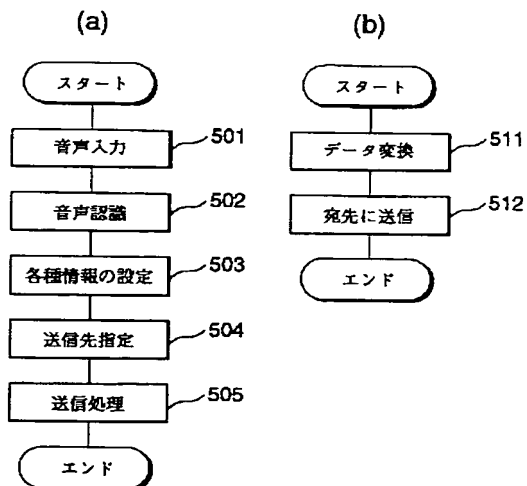 (a)
スタート
音声入力
501
音声認識
502
各種情報の設定
503
送信先指定
504
送信処理
505
エンド
(b)
スタート
データ変換
511
宛先に送信
512
エンド